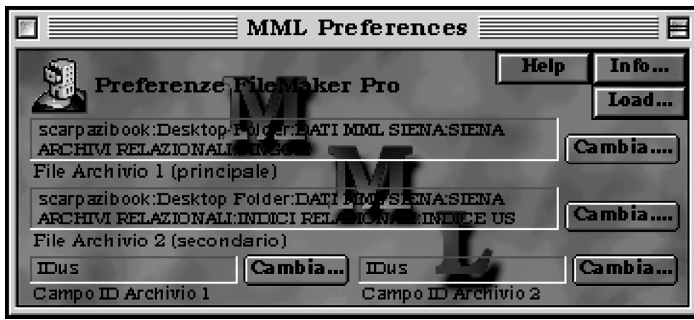 MML Preferences
Help
Info...
Load...
Preferenze FileMaker Pro
scarpazibook:Desktop Folder:DATI MML SIENA:SIENA
ARCHIVI RELAZIONALI:
Cambia....
File Archivio 1 (principale)
scarpazibook:Desktop Folder:DATI MML SIENA:SIENA
ARCHIVI RELAZIONALI:INDICI RELAZIONALI:INDICE US
Cambia....
File Archivio 2 (secondario)
IDus
Cambia...
IDus
Cambia...
Campo ID Archivio 1
Campo ID Archivio 2
M
M
L